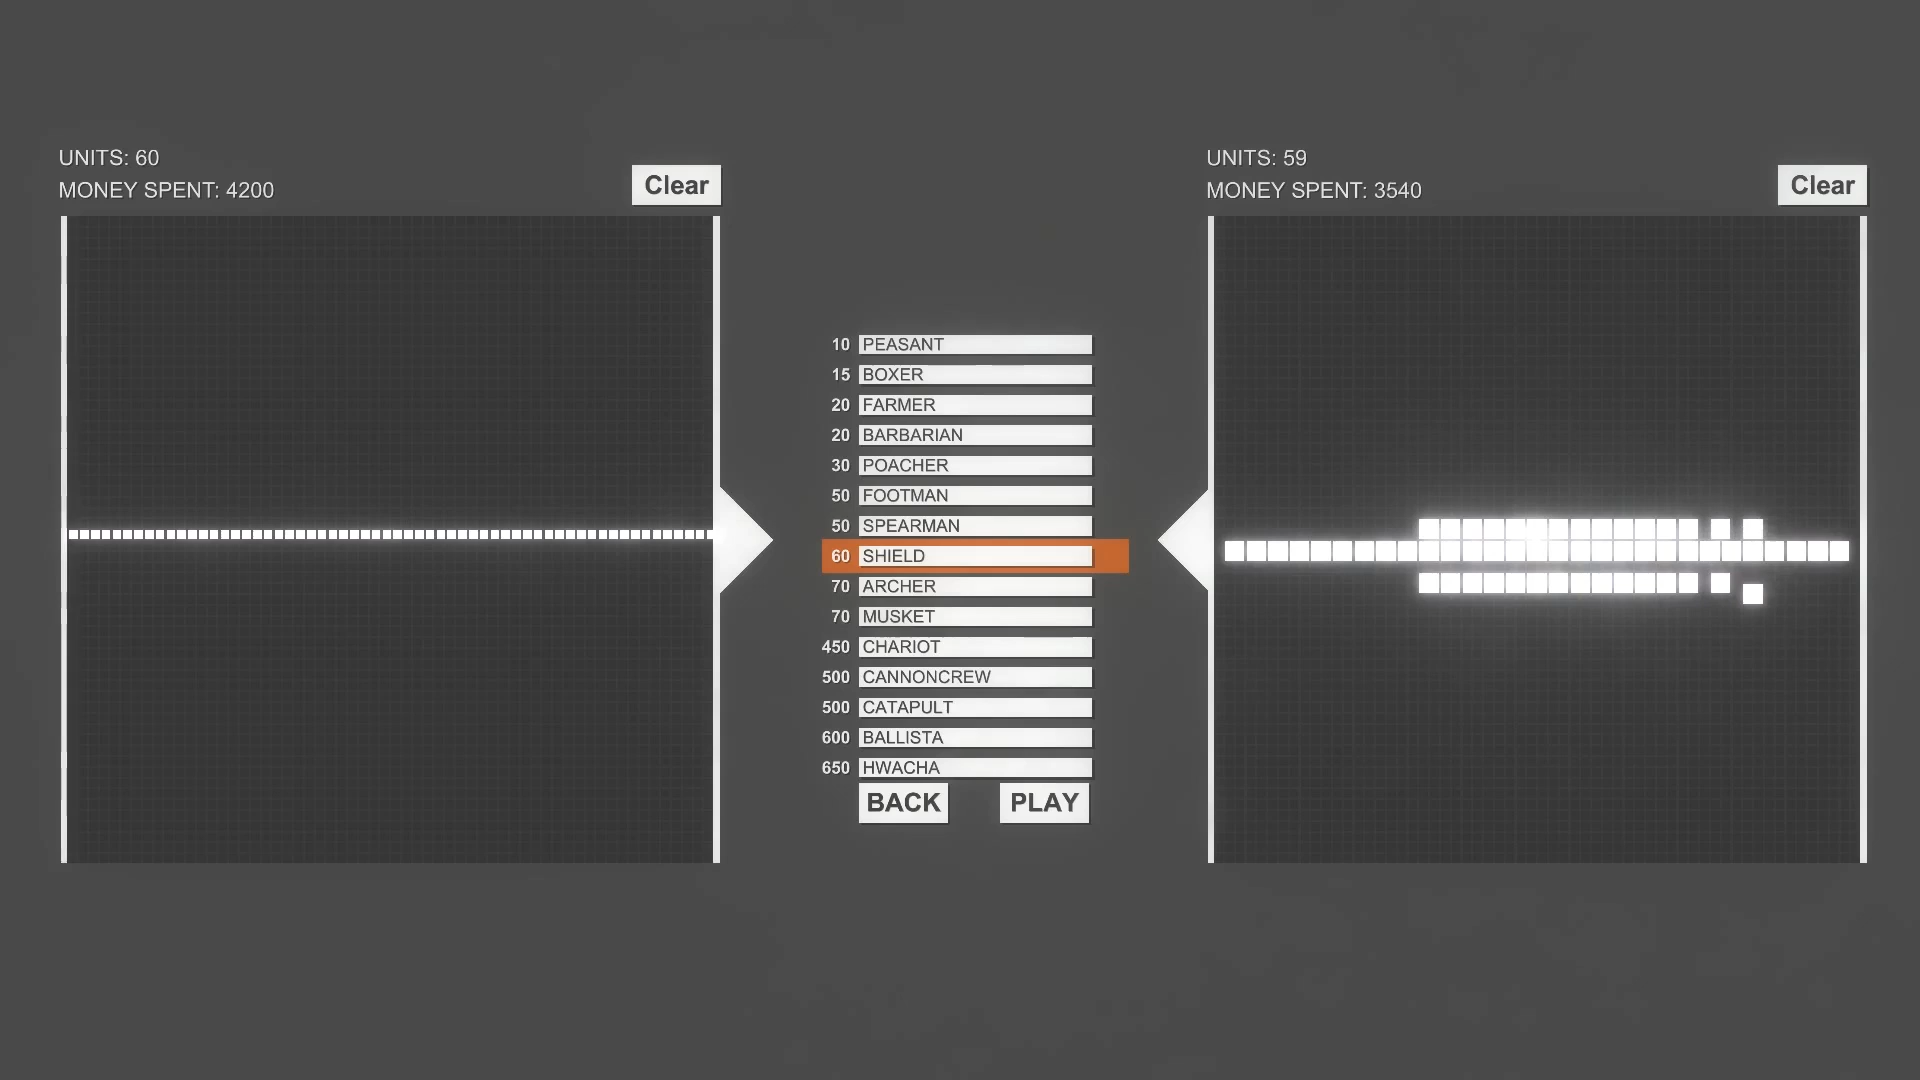 UNITS: 60
MONEY SPENT: 4200
Clear
10 PEASANT
15 BOXER
20 FARMER
20 BARBARIAN
30 POACHER
50 FOOTMAN
50 SPEARMAN
60 SHIELD
70 ARCHER
70 MUSKET
450 CHARIOT
500 CANNONCREW
500 CATAPULT
600 BALLISTA
650 HWACHA
BACK PLAY
UNITS: 59
MONEY SPENT: 3540
Clear